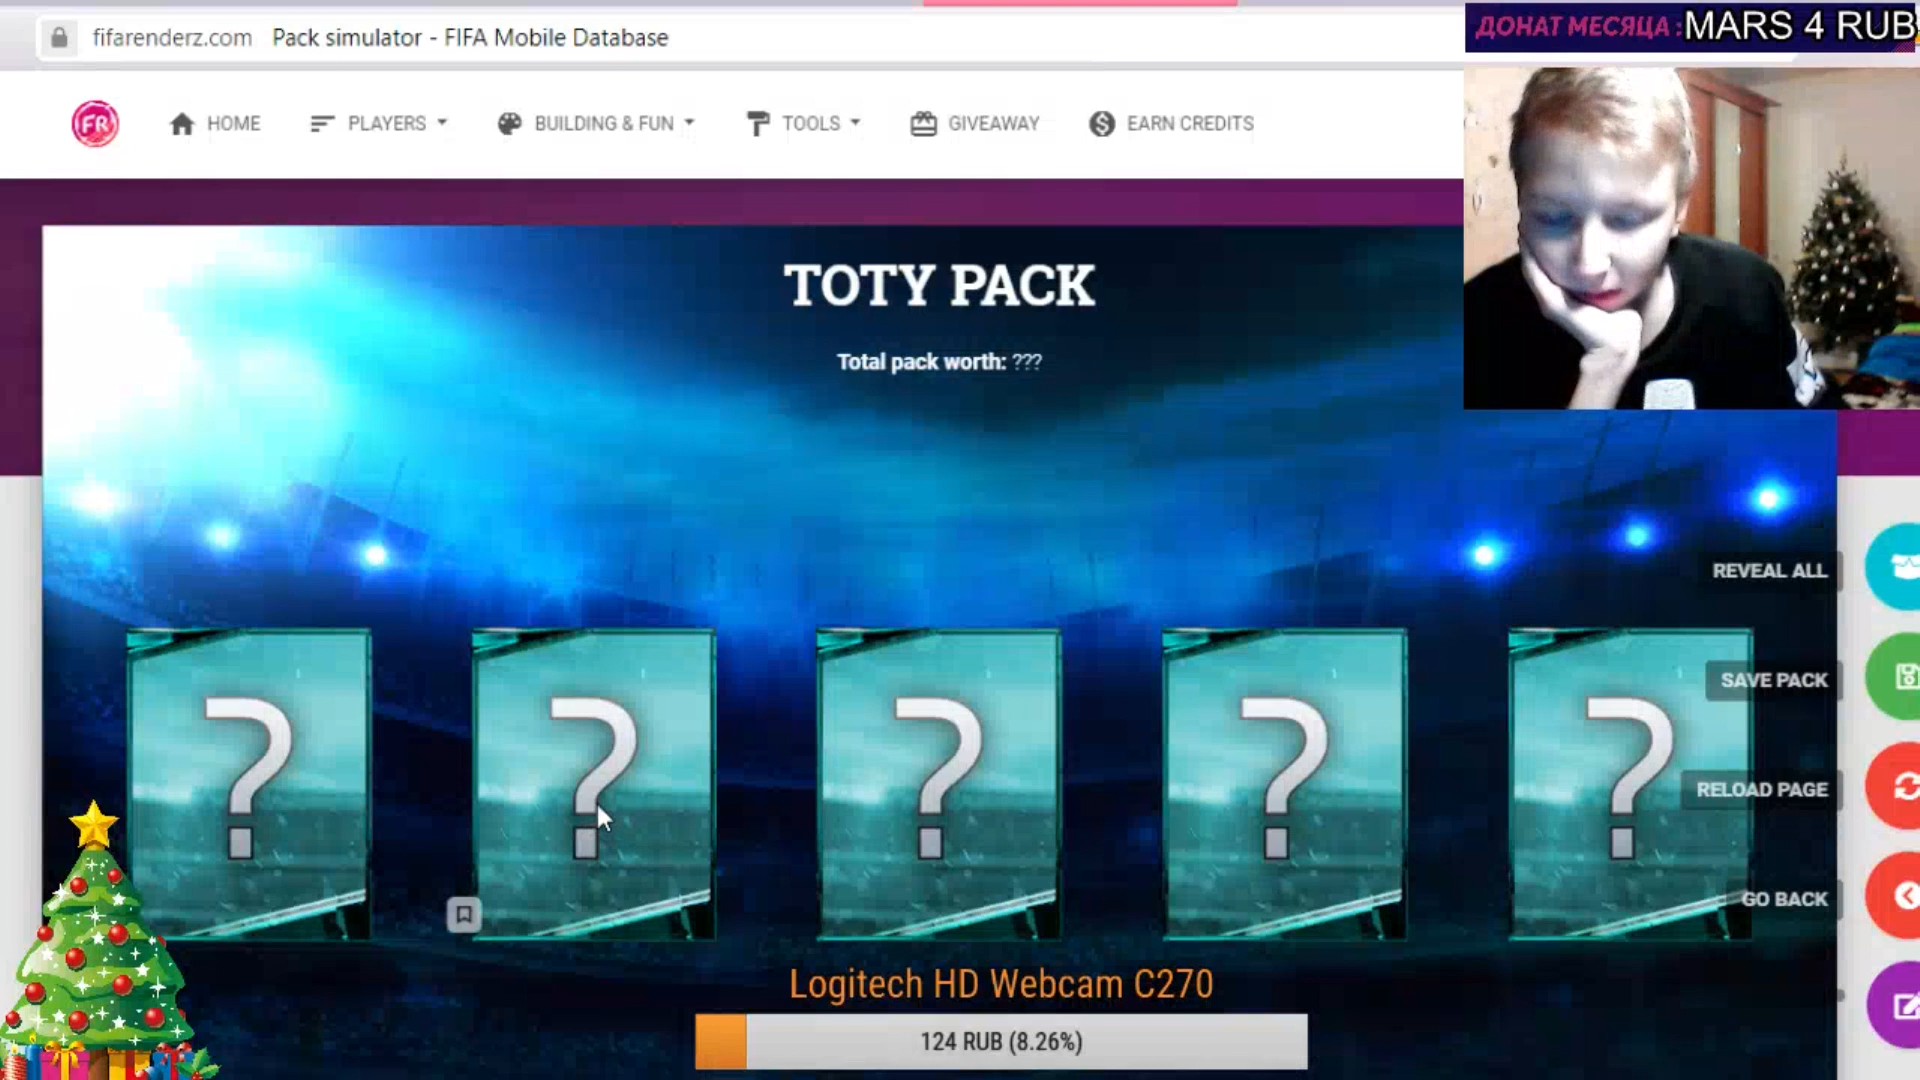 fifarenderz.com Pack simulator - FIFA Mobile Database
ДОНАТ МЕСЯЦА : MARS 4 RUB
FR HOME PLAYERS BUILDING & FUN TOOLS GIVEAWAY EARN CREDITS
TOTY PACK
Total pack worth: ???
REVEAL ALL
? ? ? ? ?
SAVE PACK
RELOAD PAGE
GO BACK
Logitech HD Webcam C270
124 RUB (8.26%)